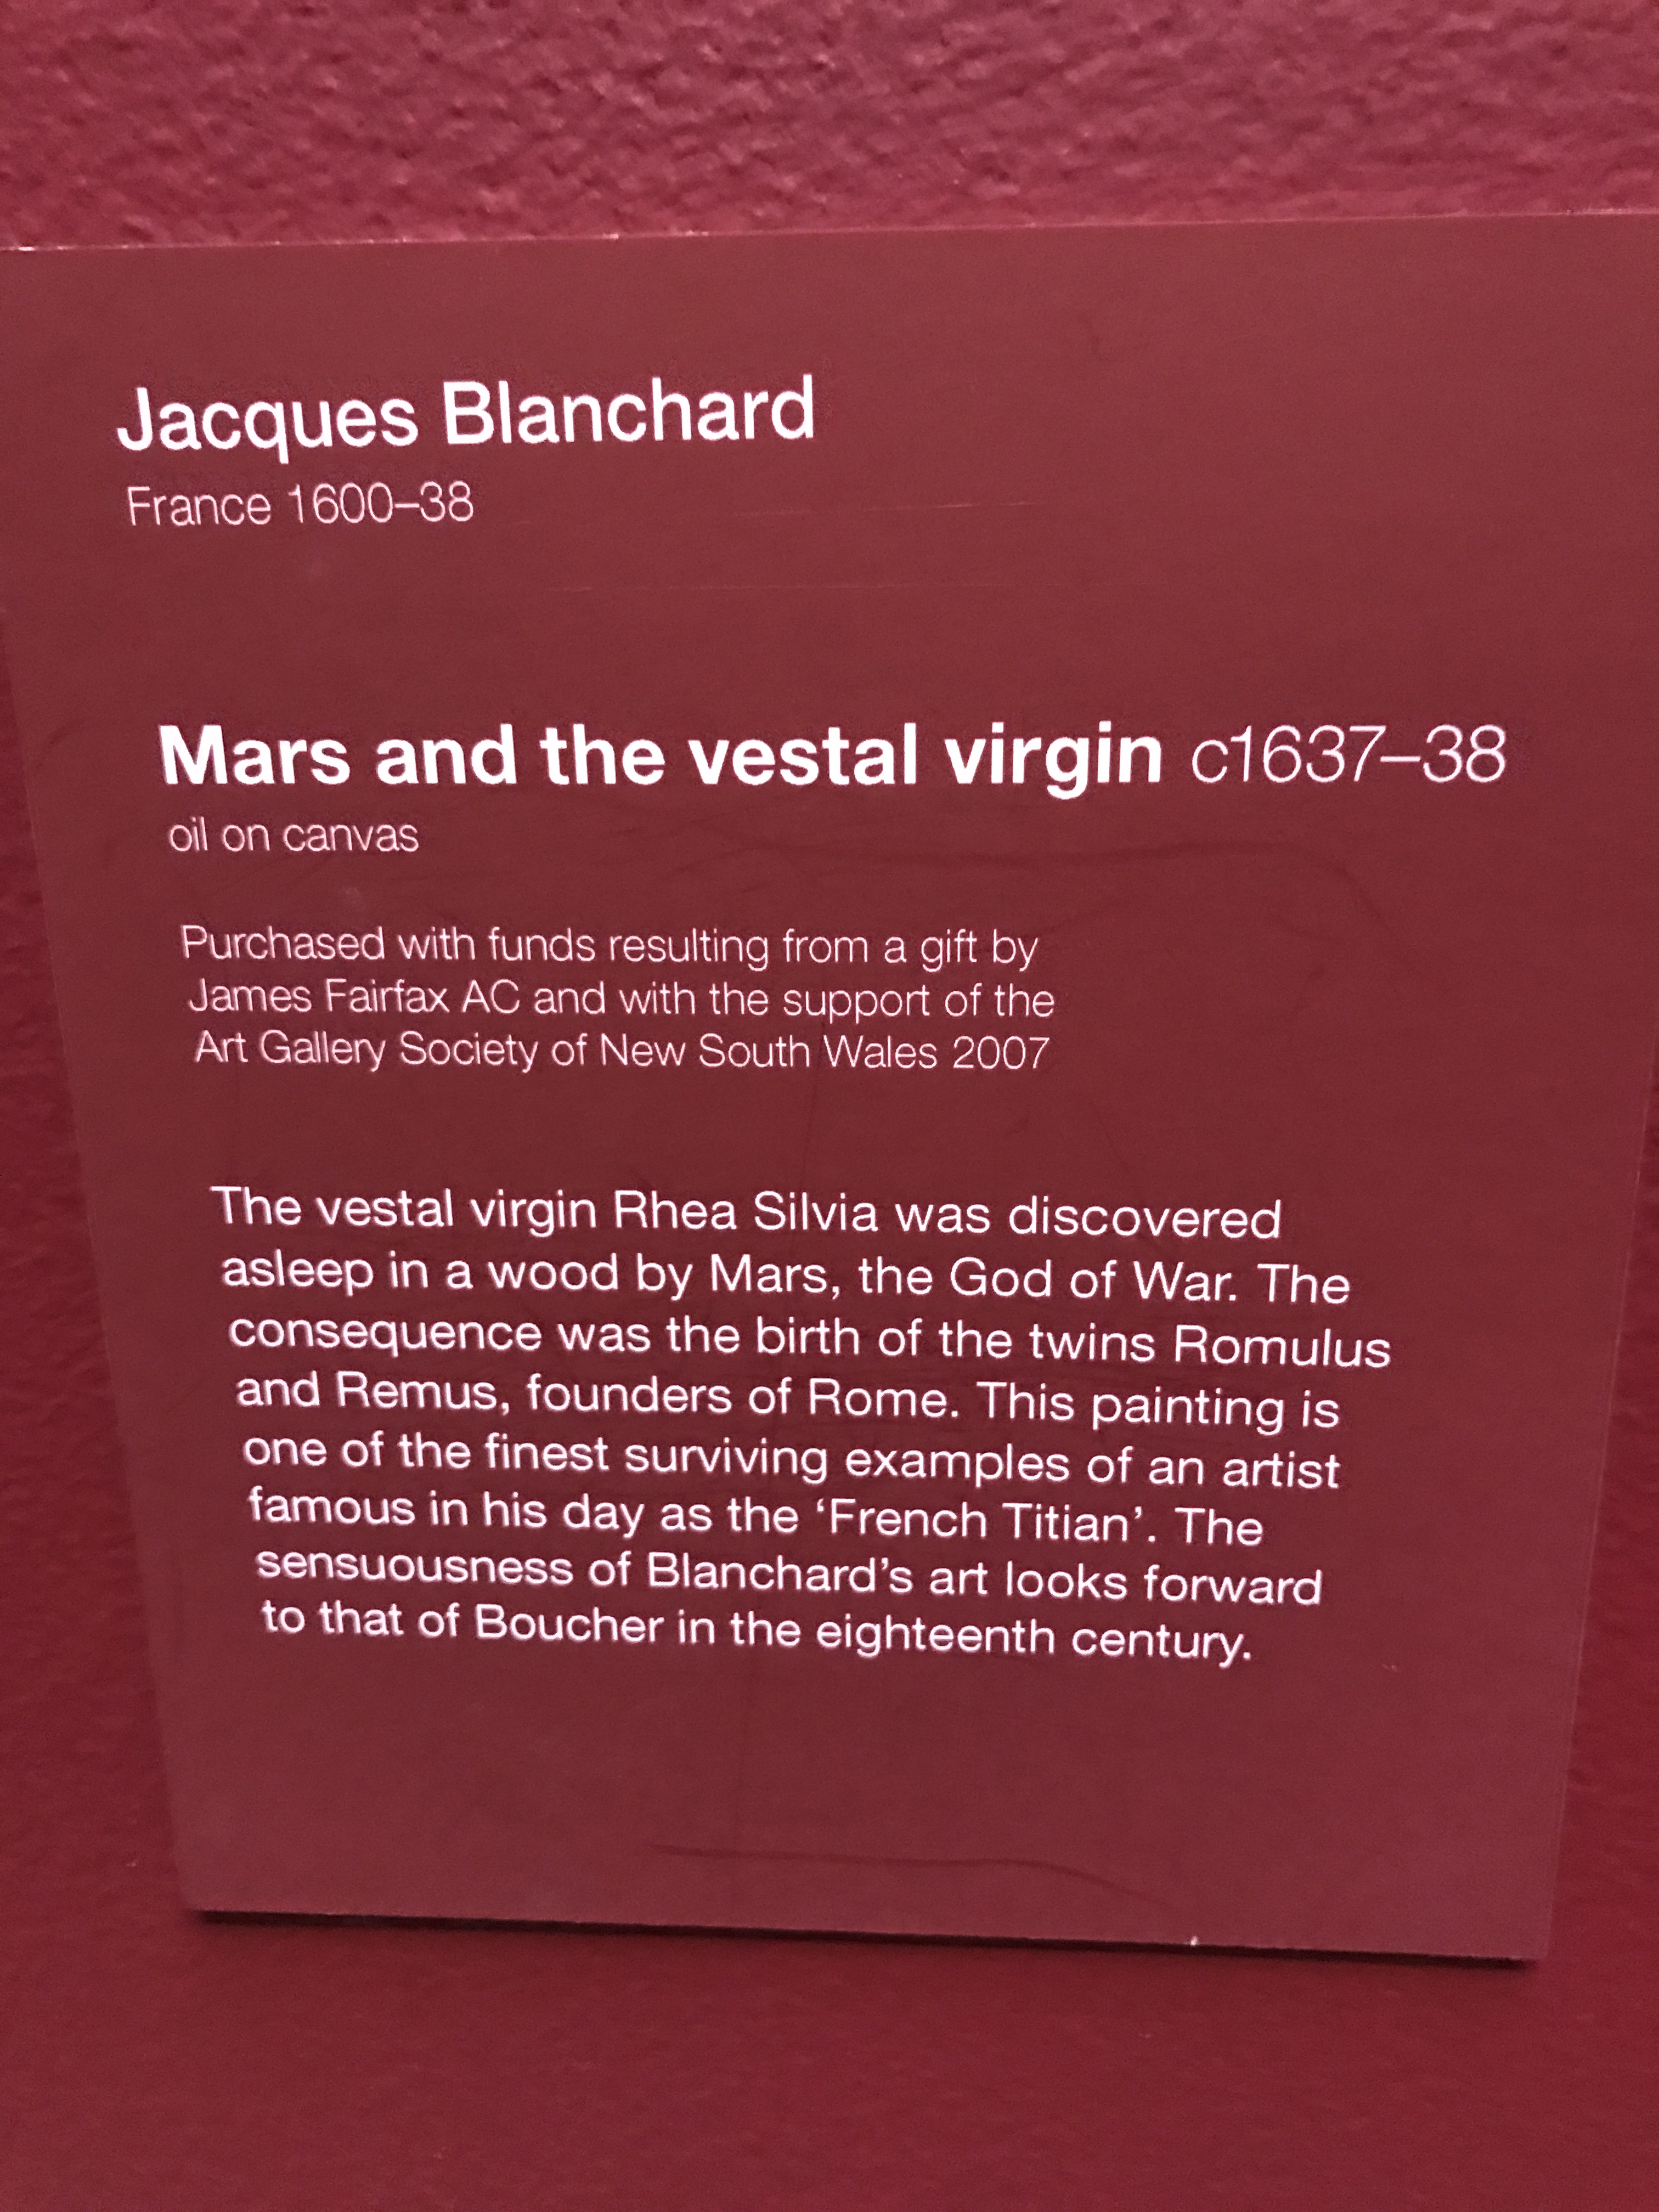 Jacques Blanchard
France 1600–38
Mars and the vestal virgin c1637–38
oil on canvas
Purchased with funds resulting from a gift by
James Fairfax AC and with the support of the
Art Gallery Society of New South Wales 2007
The vestal virgin Rhea Silvia was discovered
asleep in a wood by Mars, the God of War. The
consequence was the birth of the twins Romulus
and Remus, founders of Rome. This painting is
one of the finest surviving examples of an artist
famous in his day as the ‘French Titian’. The
sensuousness of Blanchard’s art looks forward
to that of Boucher in the eighteenth century.